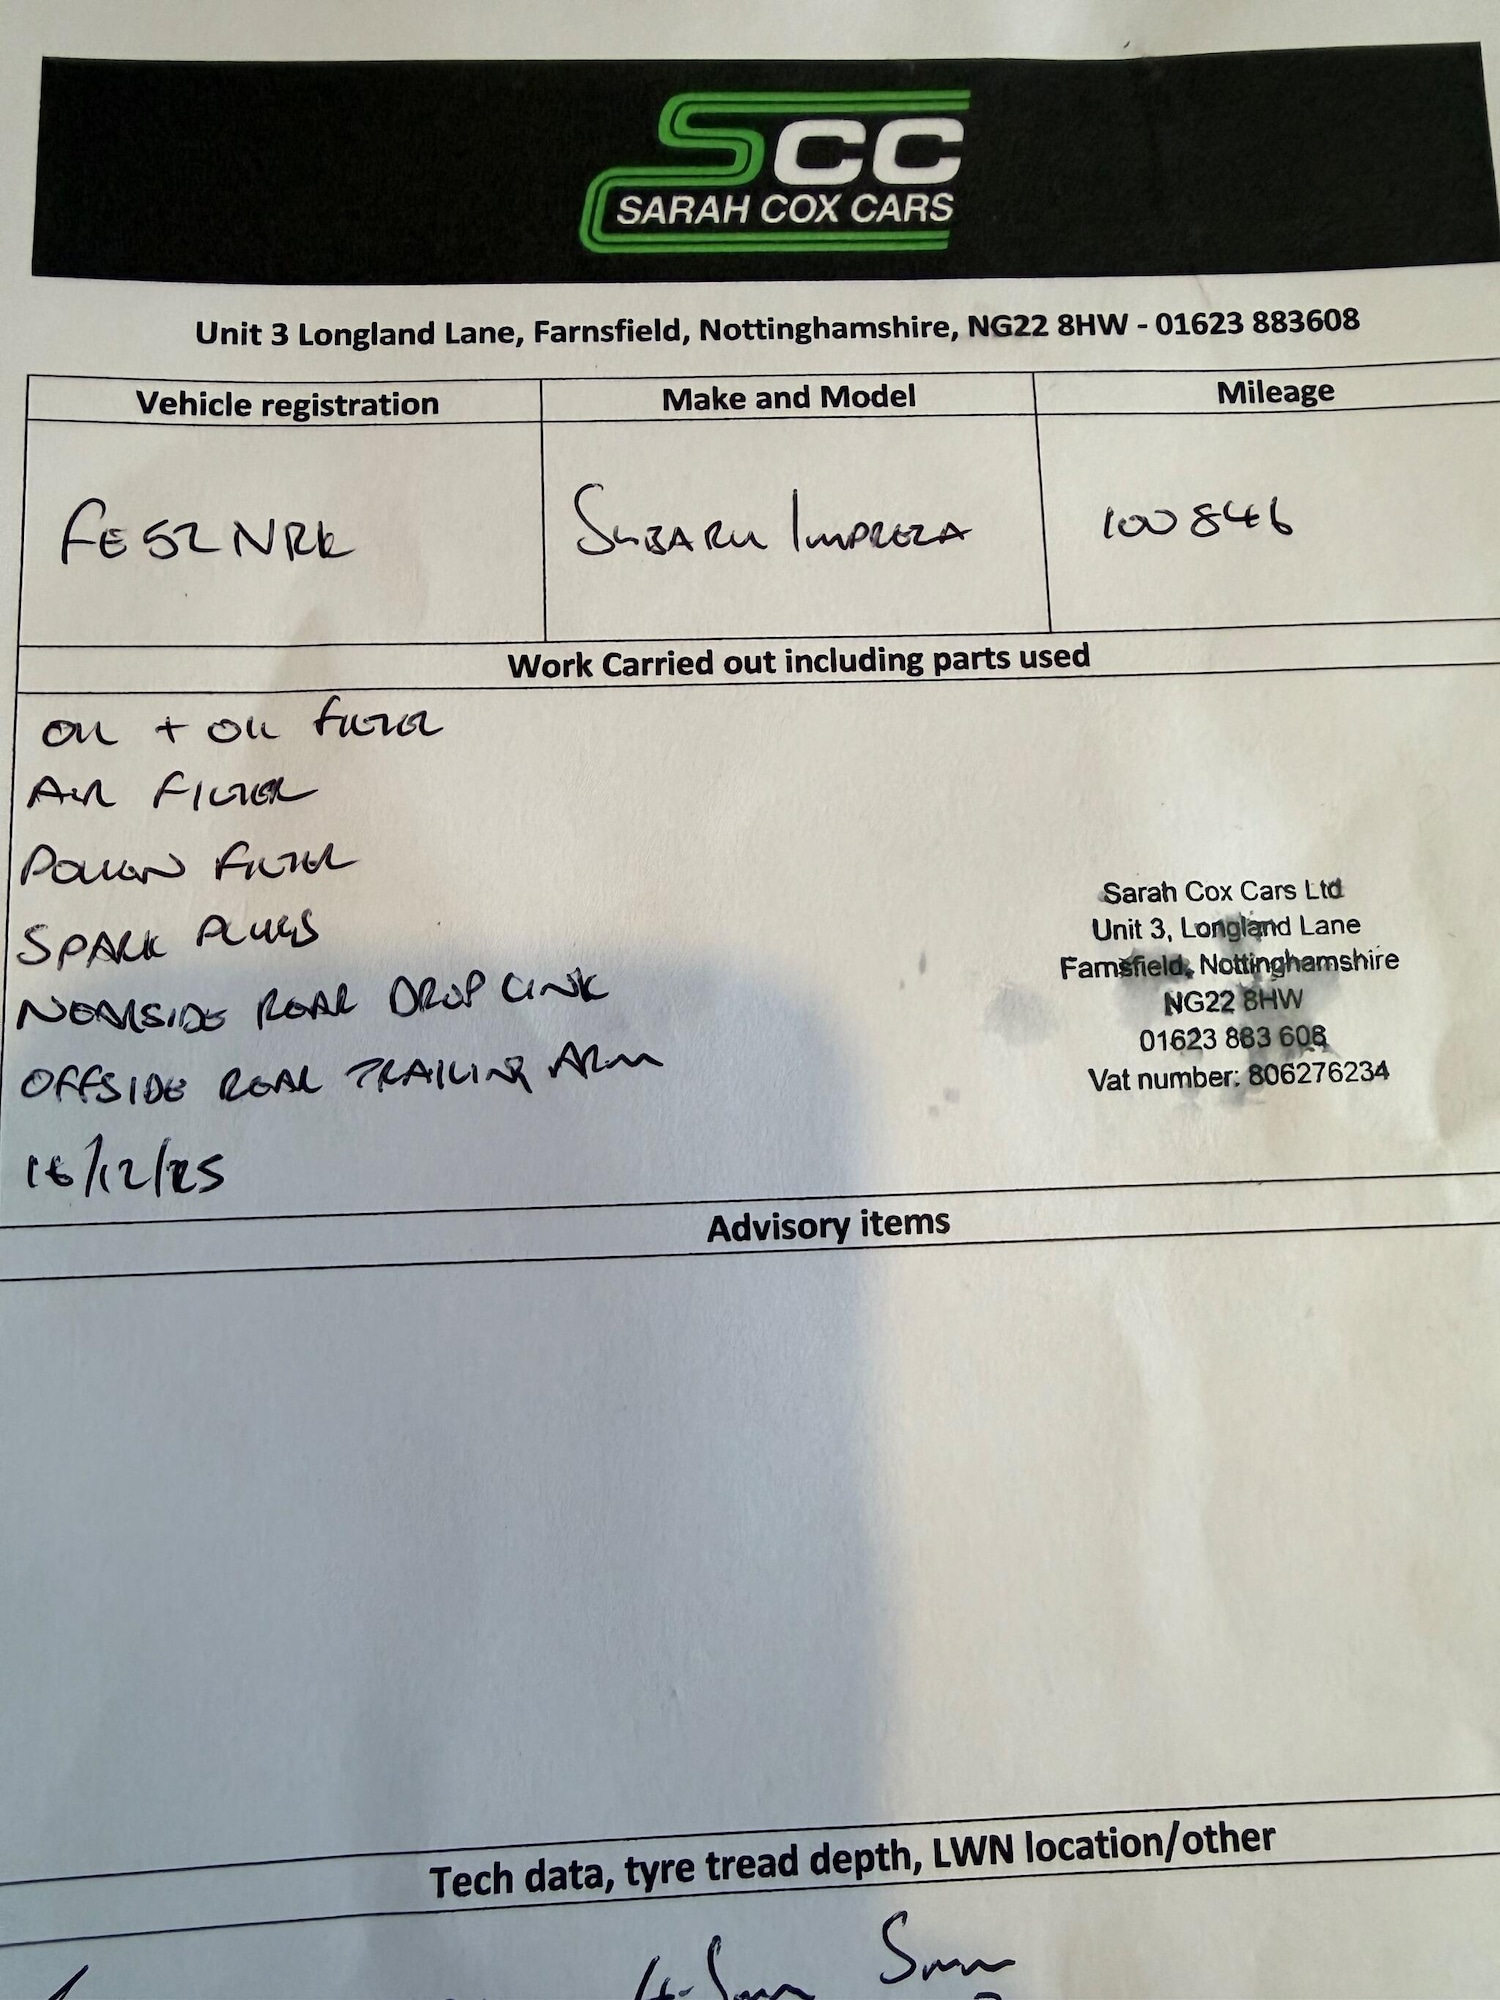 SCC
SARAH COX CARS
Unit 3 Longland Lane, Farnsfield, Nottinghamshire, NG22 8HW - 01623 883608
Vehicle registration Make and Model Mileage
FE52NRK SUBARU IMPREZA 100846
Work Carried out including parts used
OIL + OIL FILTER
AIR FILTER
POLLEN FILTER
SPARK PLUGS
NEARSIDE REAR DROP LINK
OFFSIDE REAR TRAILING ARM
16/12/25
Sarah Cox Cars Ltd
Unit 3, Longland Lane
Farnsfield, Nottinghamshire
NG22 8HW
01623 883 608
Vat number: 806276234
Advisory items
Tech data, tyre tread depth, LWN location/other
4.5mm 5mm